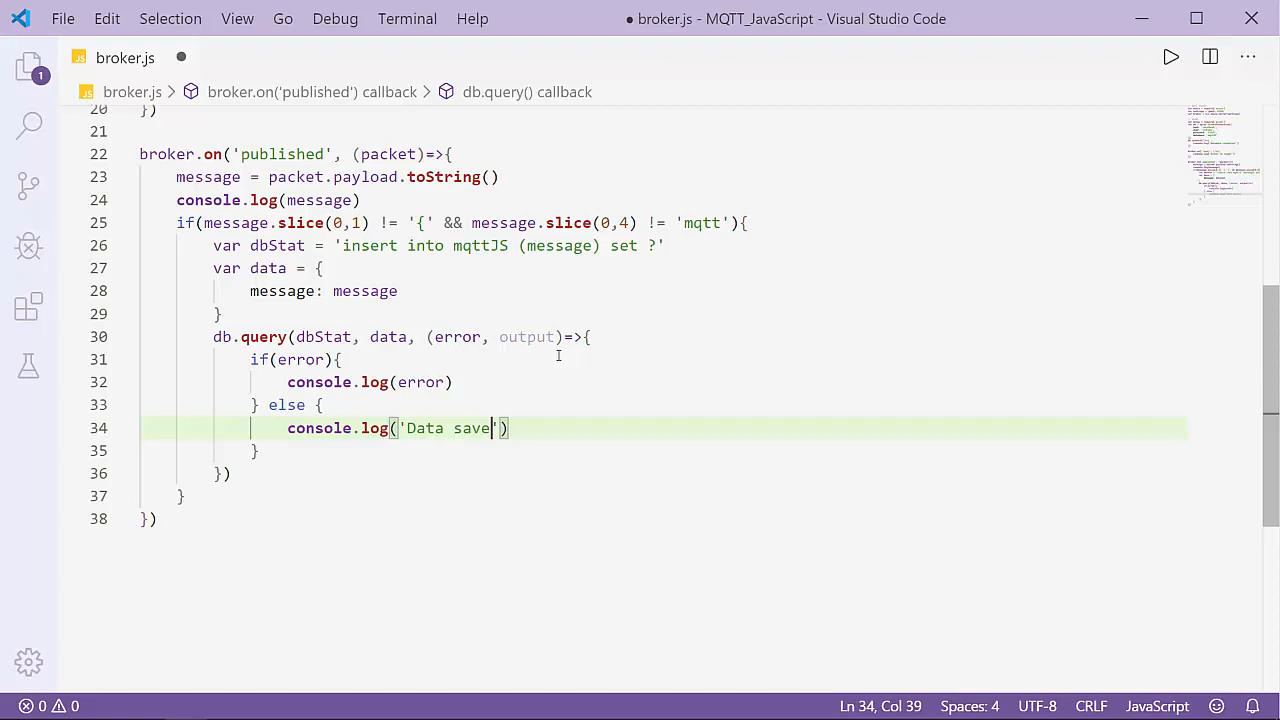 File Edit Selection View Go Debug Terminal Help ● broker.js - MQTT_JavaScript - Visual Studio Code
JS broker.js ●
1
JS broker.js > broker.on('published') callback > db.query() callback
20 })
21
22 broker.on('published', (packet)=>{
23 message = packet.payload.toString()
24 console.log(message)
25 if(message.slice(0,1) != '{' && message.slice(0,4) != 'mqtt'){
26 var dbStat = 'insert into mqttJS (message) set ?'
27 var data = {
28 message: message
29 }
30 db.query(dbStat, data, (error, output)=>{
31 if(error){
32 console.log(error)
33 } else {
34 console.log('Data save')
35 }
36 })
37 }
38 })
0 0 Ln 34, Col 39 Spaces: 4 UTF-8 CRLF JavaScript